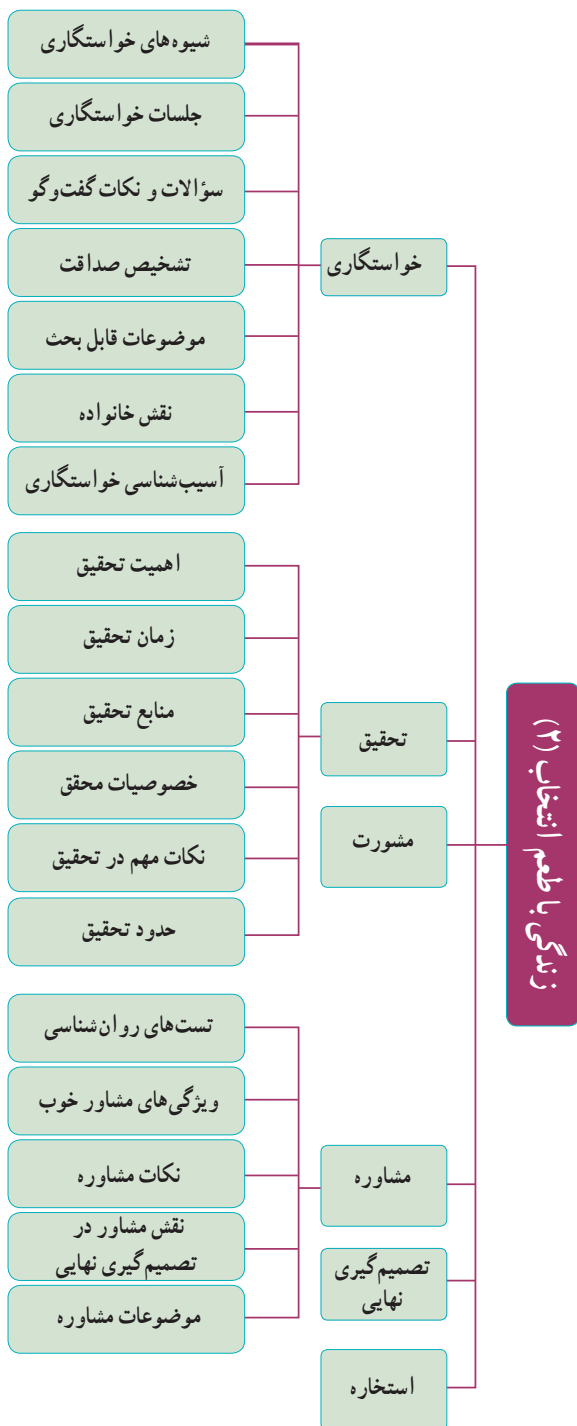 زندگی با طعم انتخاب (۲)
خواستگاری
شیوه‌های خواستگاری
جلسات خواستگاری
سؤالات و نکات گفت‌وگو
تشخیص صداقت
موضوعات قابل بحث
نقش خانواده
آسیب‌شناسی خواستگاری
تحقیق
اهمیت تحقیق
زمان تحقیق
منابع تحقیق
خصوصیات محقق
نکات مهم در تحقیق
حدود تحقیق
مشورت
مشاوره
تست‌های روان‌شناسی
ویژگی‌های مشاور خوب
نکات مشاوره
نقش مشاور در
تصمیم‌گیری نهایی
موضوعات مشاوره
تصمیم‌گیری
نهایی
استخاره